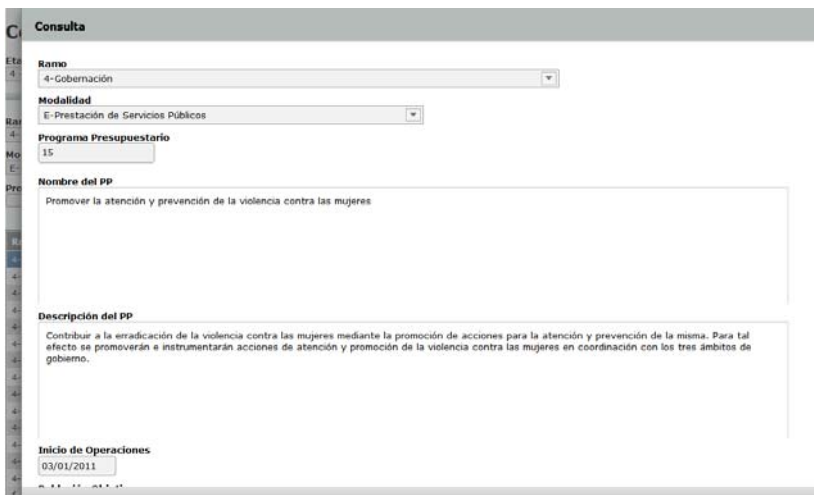 Consulta
Ramo
4-Gobernación
Modalidad
E-Prestación de Servicios Públicos
Programa Presupuestario
15
Nombre del PP
Promover la atención y prevención de la violencia contra las mujeres
Descripción del PP
Contribuir a la erradicación de la violencia contra las mujeres mediante la promoción de acciones para la atención y prevención de la misma. Para tal
efecto se promoverán e instrumentarán acciones de atención y promoción de la violencia contra las mujeres en coordinación con los tres ámbitos de
gobierno.
Inicio de Operaciones
03/01/2011